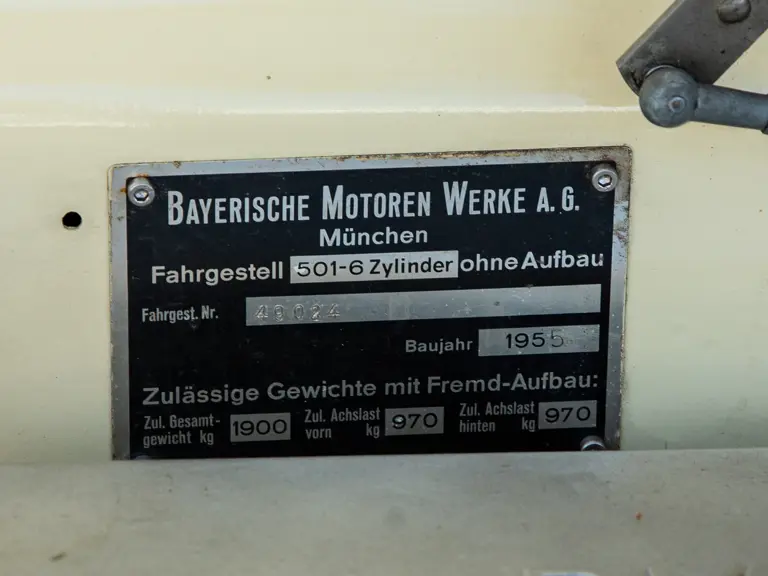 BAYERISCHE MOTOREN WERKE A.G.
München
Fahrgestell 501-6 Zylinder ohne Aufbau
Fahrgest. Nr. 49024
Baujahr 1955
Zulässige Gewichte mit Fremd-Aufbau:
Zul. Gesamt-gewicht kg 1900 Zul. Achslast vorn kg 970 Zul. Achslast hinten kg 970